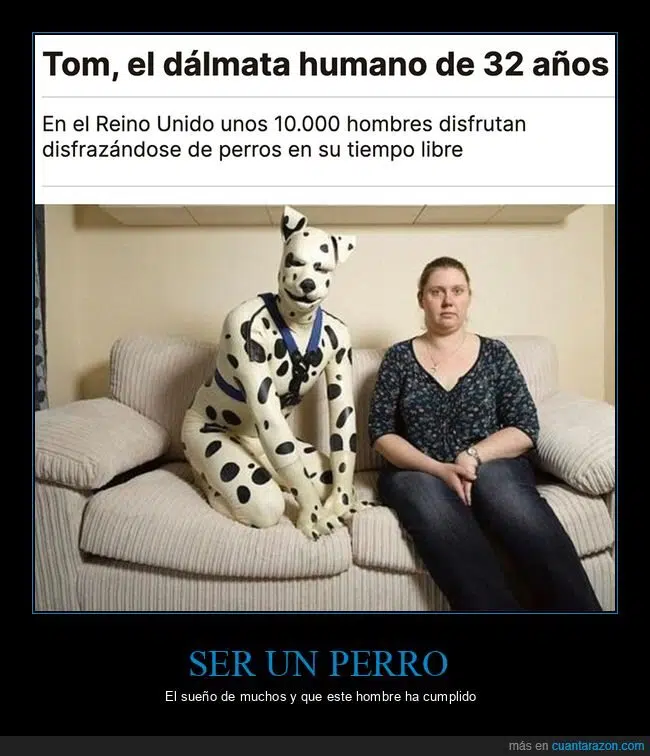 Tom, el dálmata humano de 32 años
En el Reino Unido unos 10.000 hombres disfrutan
disfrazándose de perros en su tiempo libre
SER UN PERRO
El sueño de muchos y que este hombre ha cumplido
más en cuantarazon.com